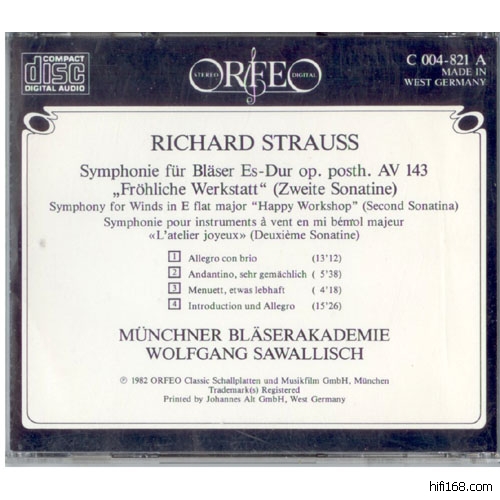 COMPACT
disc
DIGITAL AUDIO
STEREO ORFEO DIGITAL
C 004-821 A
MADE IN
WEST GERMANY
RICHARD STRAUSS
Symphonie für Bläser Es-Dur op. posth. AV 143
„Fröhliche Werkstatt“ (Zweite Sonatine)
Symphony for Winds in E flat major “Happy Workshop” (Second Sonatina)
Symphonie pour instruments à vent en mi bémol majeur
«L'atelier joyeux» (Deuxième Sonatine)
1 Allegro con brio (13'12)
2 Andantino, sehr gemächlich ( 5'38)
3 Menuett, etwas lebhaft ( 4'18)
4 Introduction und Allegro (15'26)
MÜNCHNER BLÄSERAKADEMIE
WOLFGANG SAWALLISCH
℗ 1982 ORFEO Classic Schallplatten und Musikfilm GmbH, München
Trademark(s) Registered
Printed by Johannes Alt GmbH, West Germany
hifi168.com